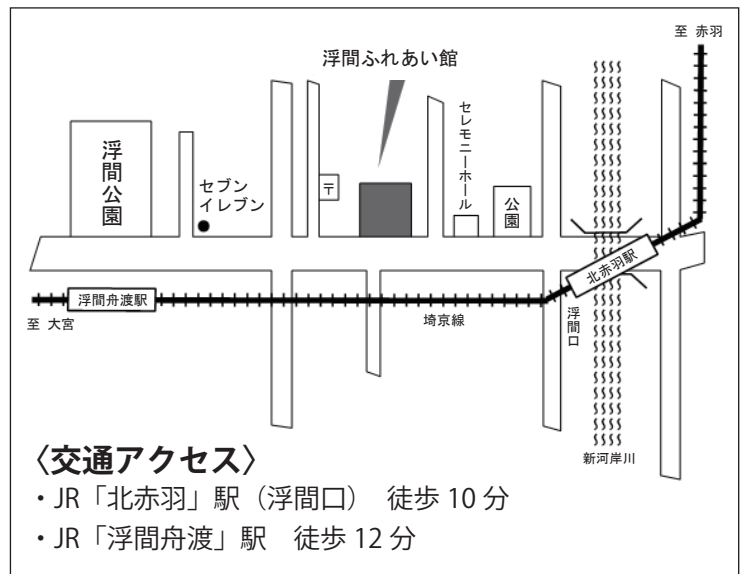 至 赤羽
浮間ふれあい館
セレモニーホール
浮間公園
セブン
イレブン
〒
公園
北赤羽駅
浮間舟渡駅
至 大宮
埼京線
浮間口
新河岸川
〈交通アクセス〉
・JR「北赤羽」駅（浮間口） 徒歩 10 分
・JR「浮間舟渡」駅 徒歩 12 分